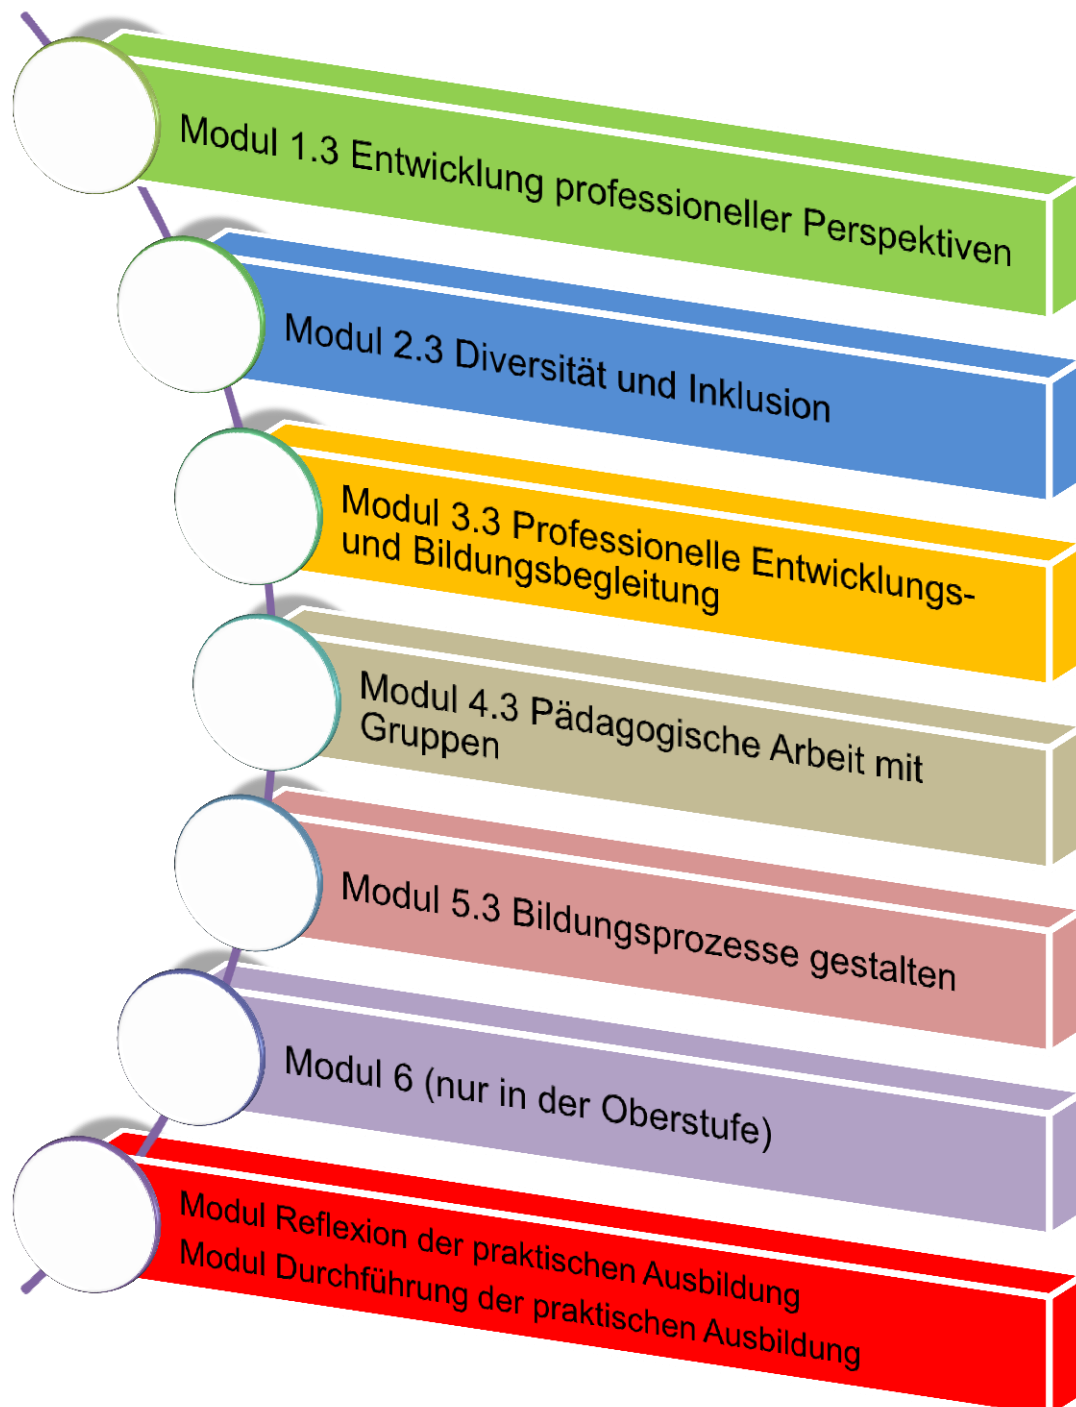 Modul 1.3 Entwicklung professioneller Perspektiven
Modul 2.3 Diversität und Inklusion
Modul 3.3 Professionelle Entwicklungs-
und Bildungsbegleitung
Modul 4.3 Pädagogische Arbeit mit
Gruppen
Modul 5.3 Bildungsprozesse gestalten
Modul 6 (nur in der Oberstufe)
Modul Reflexion der praktischen Ausbildung
Modul Durchführung der praktischen Ausbildung